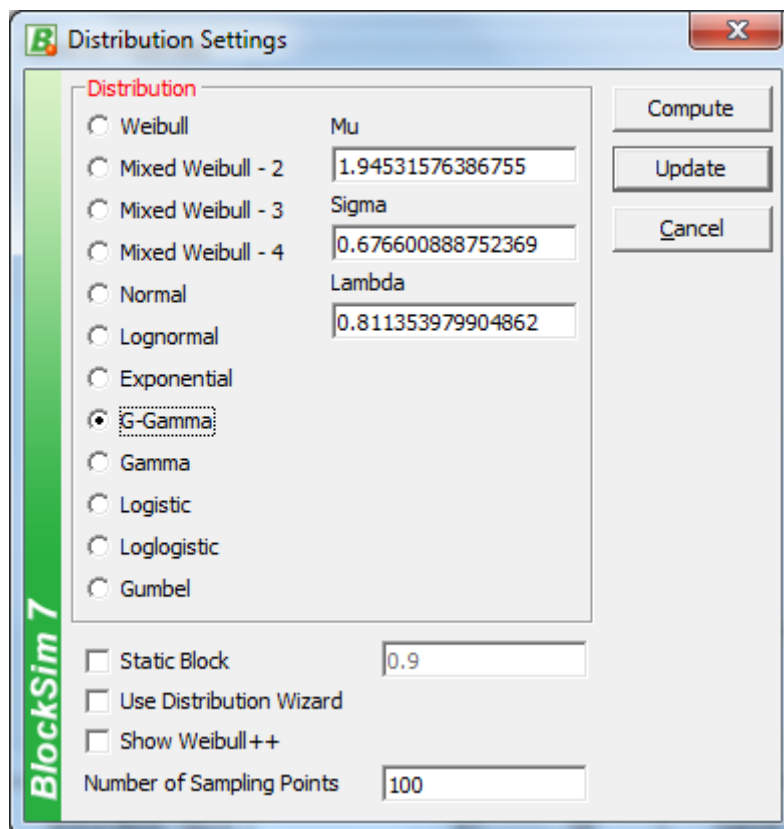 Distribution Settings
Distribution
Weibull
Mu
Mixed Weibull - 2
1.94531576386755
Mixed Weibull - 3
Sigma
Mixed Weibull - 4
0.676600888752369
Normal
Lambda
Lognormal
0.811353979904862
Exponential
G-Gamma
Gamma
Logistic
Loglogistic
Gumbel
Compute
Update
Cancel
Static Block
0.9
Use Distribution Wizard
Show Weibull++
Number of Sampling Points
100
BlockSim 7